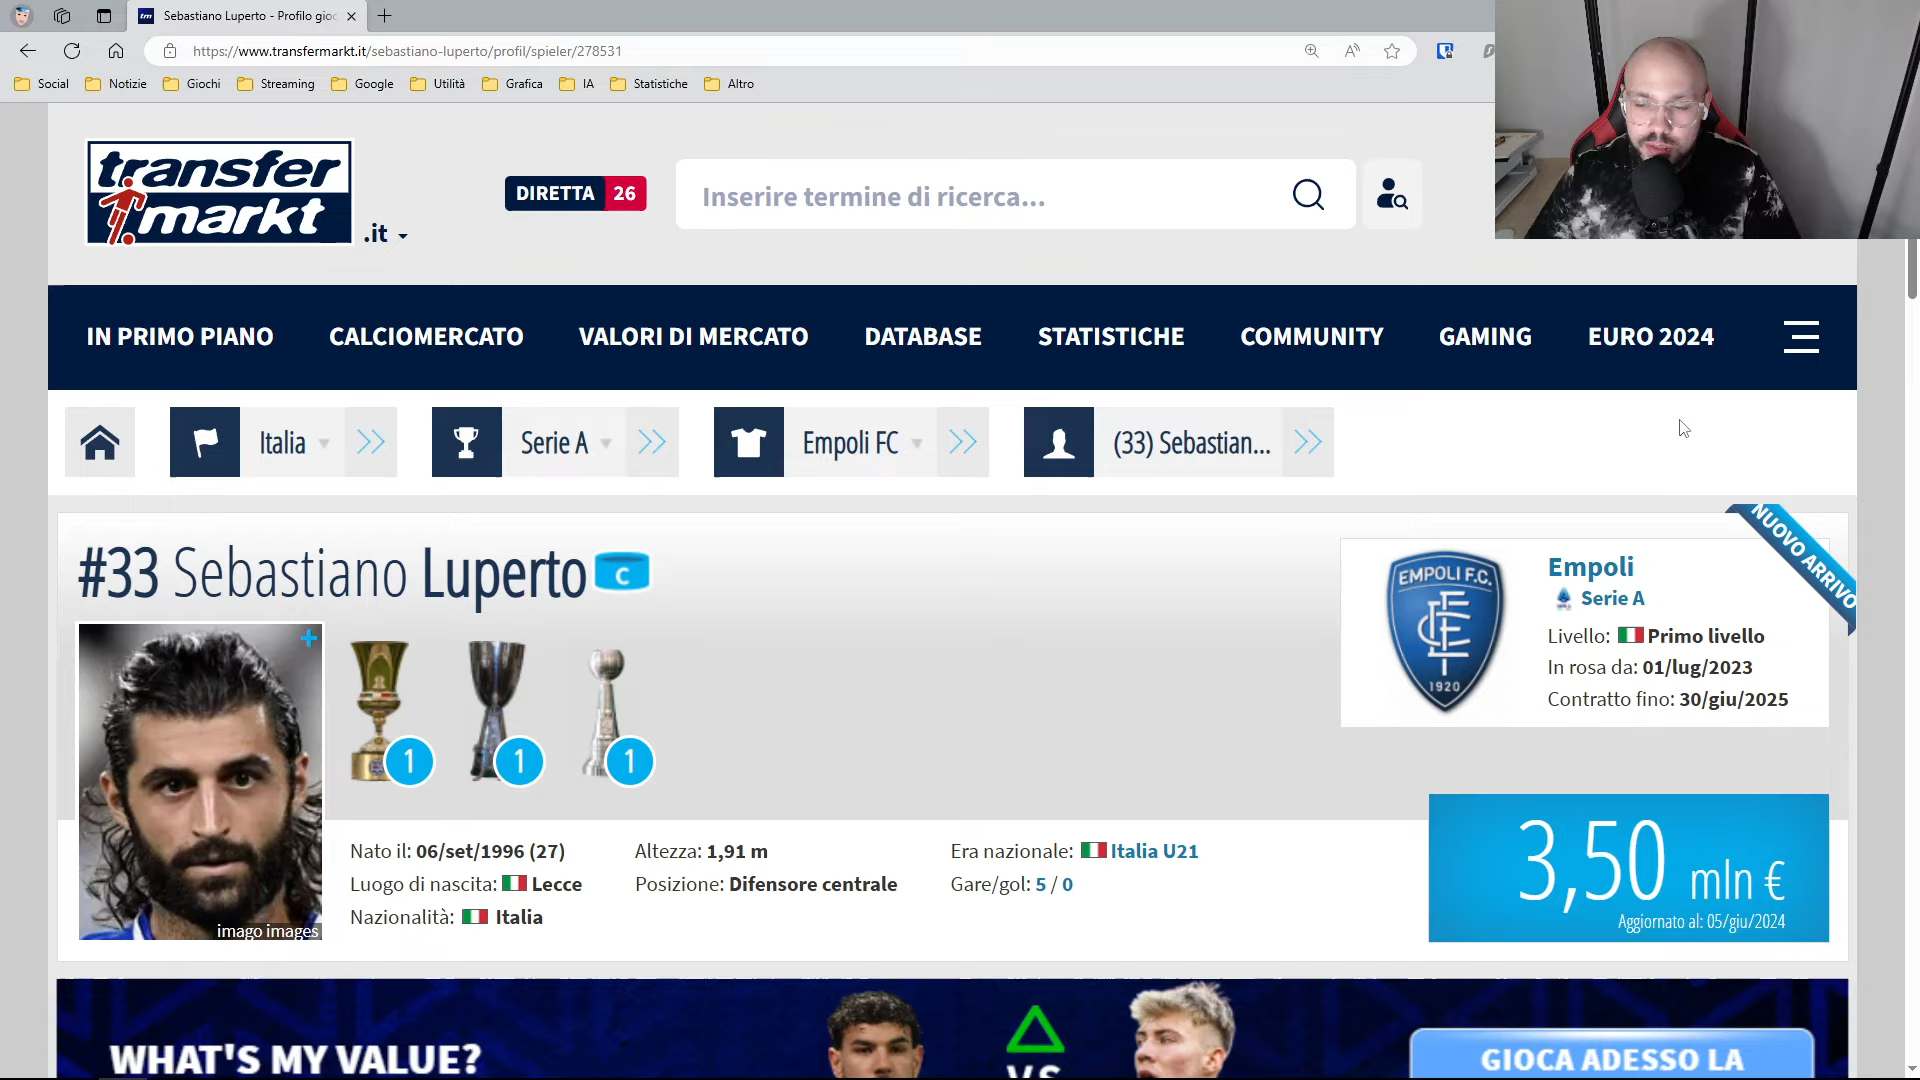 Sebastiano Luperto - Profilo gioc
https://www.transfermarkt.it/sebastiano-luperto/profil/spieler/278531
Social Notizie Giochi Streaming Google Utilità Grafica IA Statistiche Altro
transfer
markt
.it
DIRETTA 26
Inserire termine di ricerca...
IN PRIMO PIANO CALCIOMERCATO VALORI DI MERCATO DATABASE STATISTICHE COMMUNITY GAMING EURO 2024
Italia Serie A Empoli FC (33) Sebastian...
#33 Sebastiano Luperto C
NUOVO ARRIVO
EMPOLI F.C.
1920
Empoli
Serie A
Livello: Primo livello
In rosa da: 01/lug/2023
Contratto fino: 30/giu/2025
1 1 1
imago images
Nato il: 06/set/1996 (27)
Luogo di nascita: Lecce
Nazionalità: Italia
Altezza: 1,91 m
Posizione: Difensore centrale
Era nazionale: Italia U21
Gare/gol: 5 / 0
3,50 mln €
Aggiornato al: 05/giu/2024
WHAT'S MY VALUE?
VS
GIOCA ADESSO LA